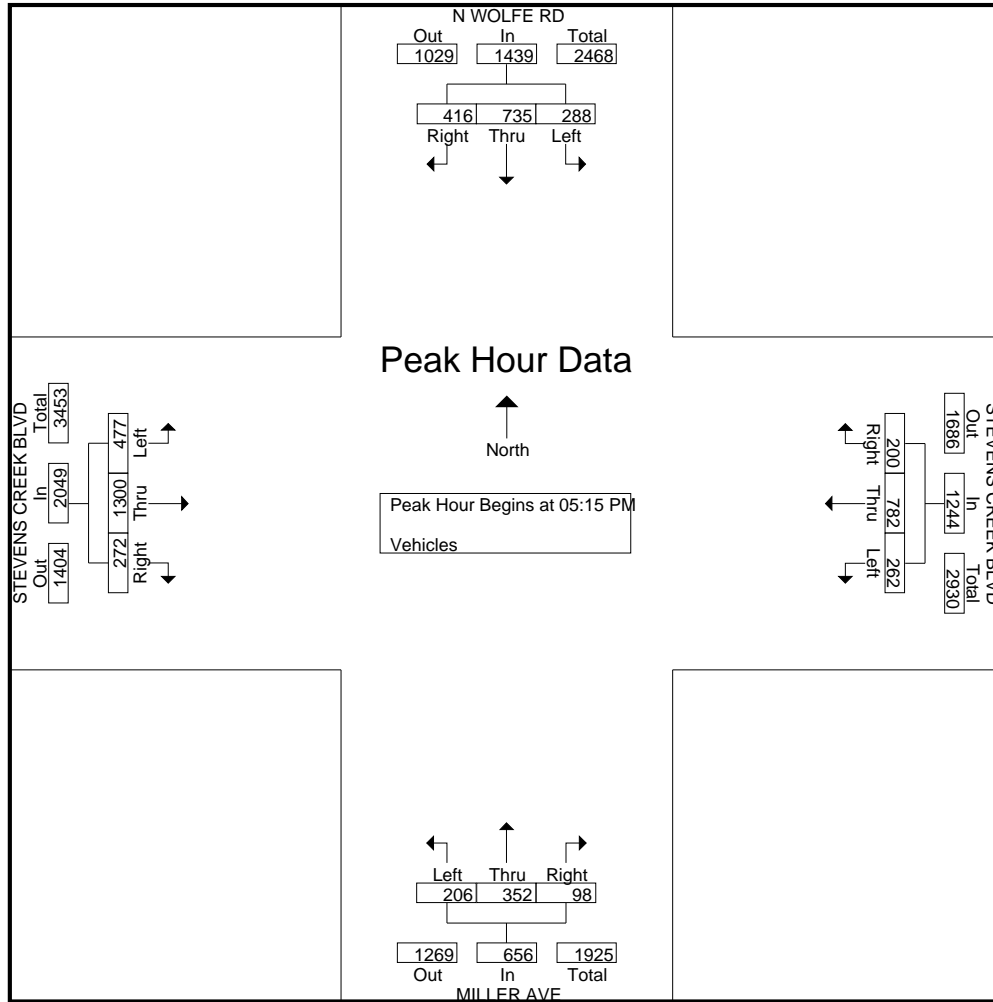 N WOLFE RD
Out In Total
1029 1439 2468
416 735 288
Right Thru Left
Peak Hour Data
North
Peak Hour Begins at 05:15 PM
Vehicles
STEVENS CREEK BLVD
Out In Total
1404 2049 3453
272 1300 477
Right Thru Left
STEVENS CREEK BLVD
Out In Total
1686 1244 2930
200 782 262
Right Thru Left
Left Thru Right
206 352 98
1269 656 1925
Out In Total
MILLER AVE